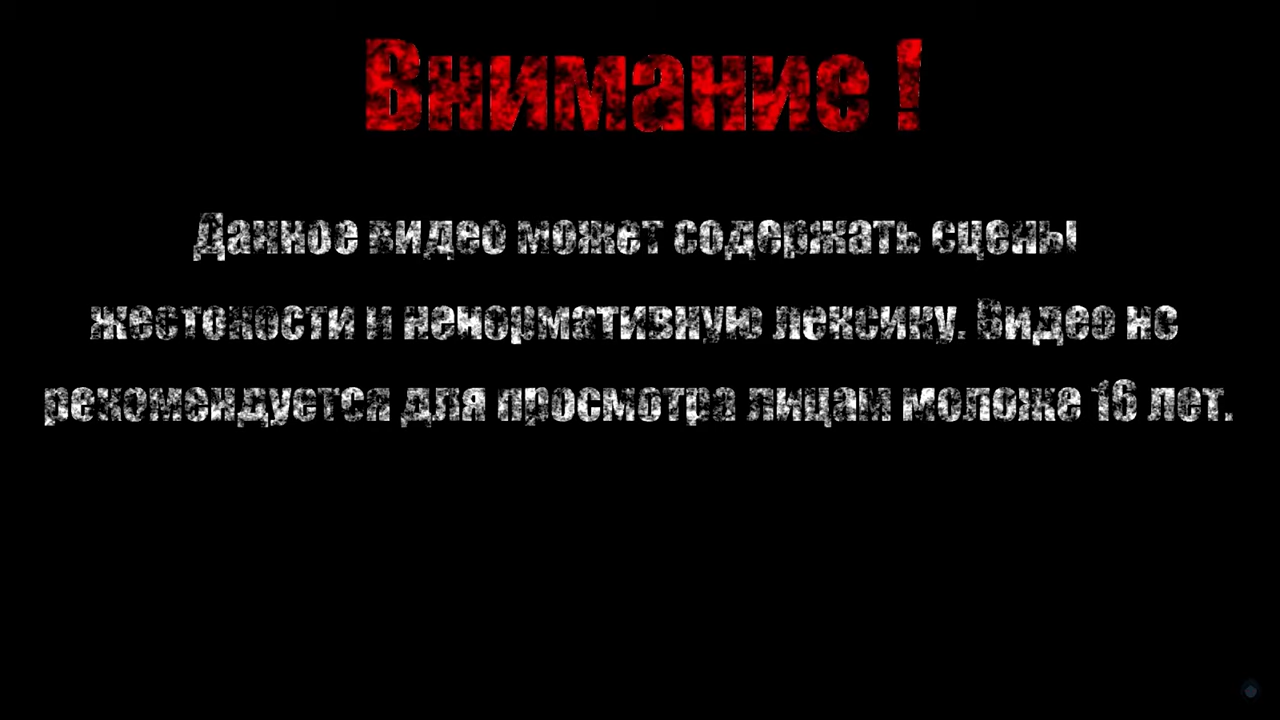 Внимание !
Данное видео может содержать сцены
жестокости и ненормативную лексику. Видео не
рекомендуется для просмотра лицам моложе 16 лет.